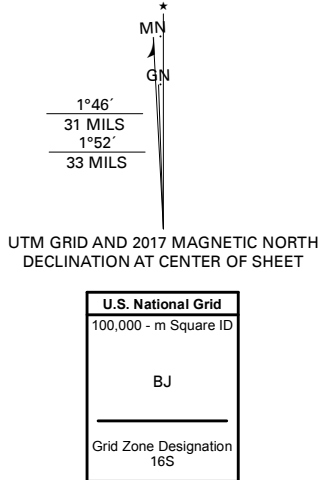 MN
GN
1°46´
31 MILS
1°52´
33 MILS
UTM GRID AND 2017 MAGNETIC NORTH
DECLINATION AT CENTER OF SHEET
U.S. National Grid
100,000 - m Square ID
BJ
Grid Zone Designation
16S